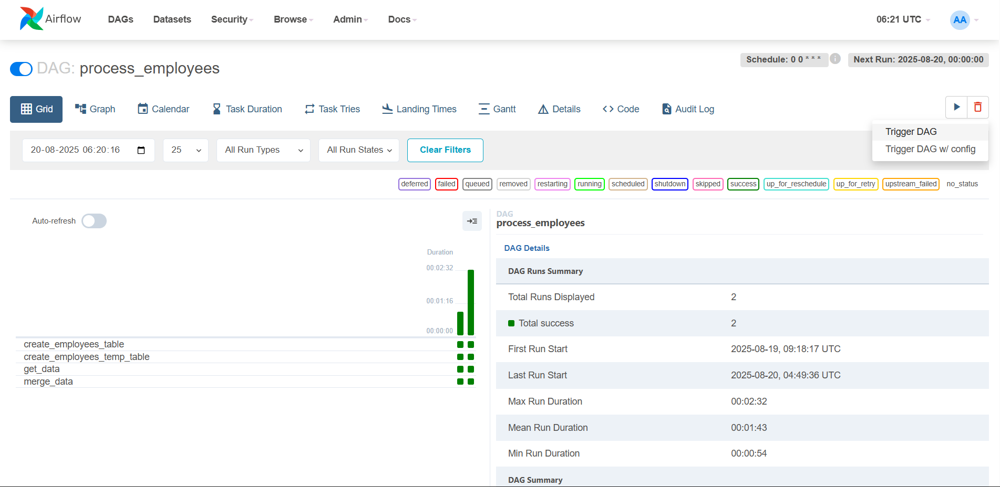 Airflow
DAGs Datasets Security Browse Admin Docs 06:21 UTC AA
DAG: process_employees
Schedule: 0 0 * * * Next Run: 2025-08-20, 00:00:00
Grid Graph Calendar Task Duration Task Tries Landing Times Gantt Details Code Audit Log
Trigger DAG
Trigger DAG w/ config
20-08-2025 06:20:16 25 All Run Types All Run States Clear Filters
deferred failed queued removed restarting running scheduled shutdown skipped success up_for_reschedule up_for_retry upstream_failed no_status
Auto-refresh
Duration
00:02:32
00:01:16
00:00:00
create_employees_table
create_employees_temp_table
get_data
merge_data
DAG
process_employees
DAG Details
DAG Runs Summary
Total Runs Displayed 2
Total success 2
First Run Start 2025-08-19, 09:18:17 UTC
Last Run Start 2025-08-20, 04:49:36 UTC
Max Run Duration 00:02:32
Mean Run Duration 00:01:43
Min Run Duration 00:00:54
DAG Summary